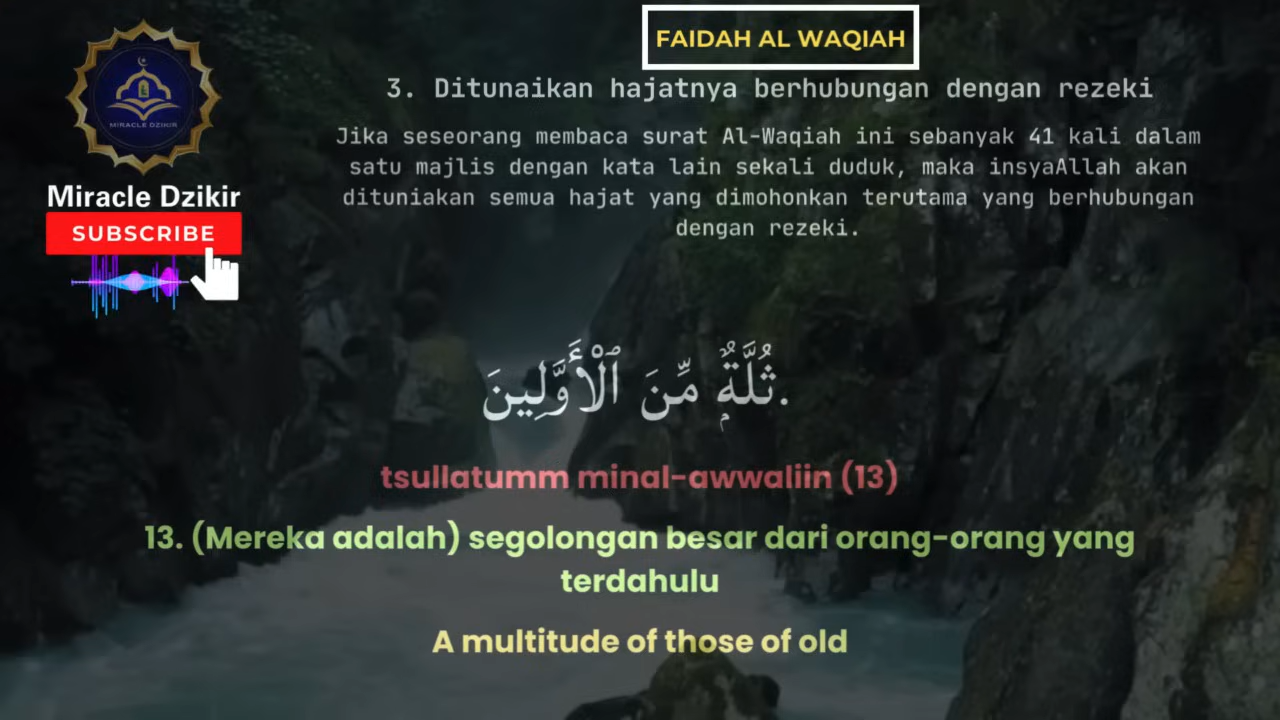 FAIDAH AL WAQIAH
3. Ditunaikan hajatnya berhubungan dengan rezeki
Jika seseorang membaca surat Al-Waqiah ini sebanyak 41 kali dalam
satu majlis dengan kata lain sekali duduk, maka insyaAllah akan
dituniakan semua hajat yang dimohonkan terutama yang berhubungan
dengan rezeki.
MIRACLE DZIKIR
Miracle Dzikir
SUBSCRIBE
ثُلَّةٌۭ مِّنَ ٱلْأَوَّلِينَ.
tsullatumm minal-awwaliin (13)
13. (Mereka adalah) segolongan besar dari orang-orang yang
terdahulu
A multitude of those of old